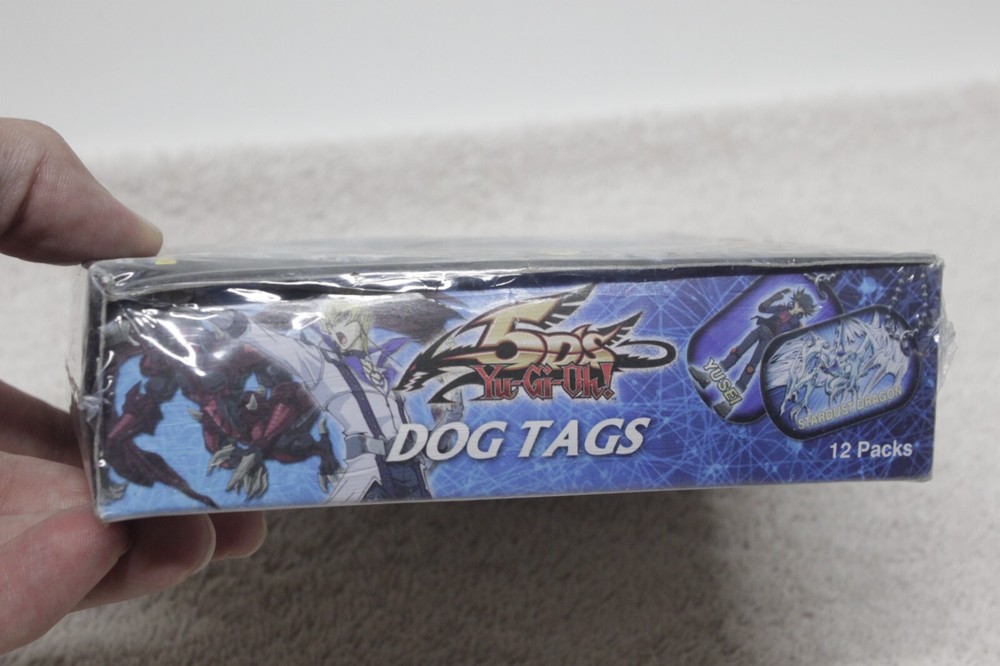 5D's
Yu-Gi-Oh!
DOG TAGS
YUSEI
STARDUST DRAGON
12 Packs